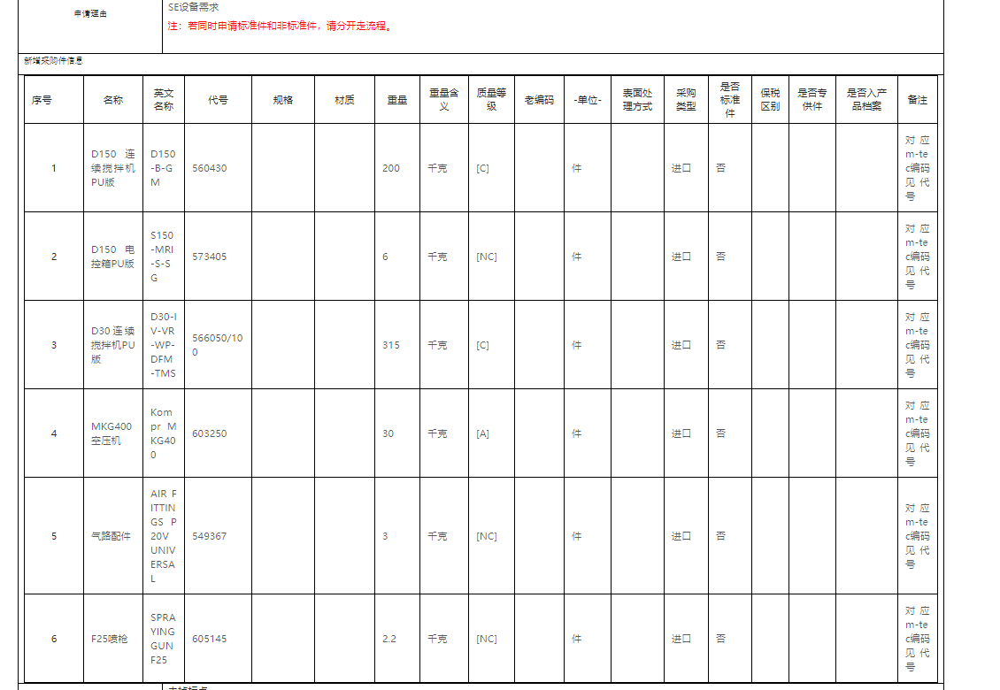 SE设备需求
申请理由
注：若同时申请标准件和非标准件，请分开走流程。
新增采购件信息
序号 名称 英文名称 代号 规格 材质 重量 重量含义 质量等级 老编码 -单位- 表面处理方式 采购类型 是否标准件 保税区别 是否专供件 是否入产品档案 备注
1 D150 连续搅拌机PU版 D150-B-GM 560430 200 千克 [C] 件 进口 否 对应m-tec编码见代号
2 D150 电控箱PU版 S150-MRI-S-SG 573405 6 千克 [NC] 件 进口 否 对应m-tec编码见代号
3 D30连续搅拌机PU版 D30-IV-VR-WP-DFM-TMS 566050/100 315 千克 [C] 件 进口 否 对应m-tec编码见代号
4 MKG400空压机 Kompr MKG400 603250 30 千克 [A] 件 进口 否 对应m-tec编码见代号
5 气路配件 AIR FITTINGS P20V UNIVERSAL 549367 3 千克 [NC] 件 进口 否 对应m-tec编码见代号
6 F25喷枪 SPRAYING GUN F25 605145 2.2 千克 [NC] 件 进口 否 对应m-tec编码见代号